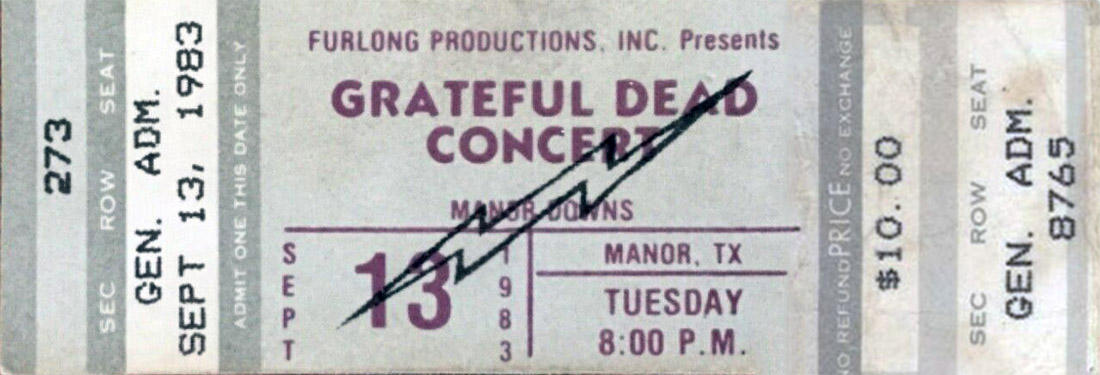 273
SEC ROW SEAT
GEN. ADM.
SEPT 13, 1983
ADMIT ONE THIS DATE ONLY
FURLONG PRODUCTIONS, INC. Presents
GRATEFUL DEAD
CONCERT
MANOR DOWNS
SEPT
13
1983
MANOR, TX
TUESDAY
8:00 P.M.
NO REFUND PRICE NO EXCHANGE
$10.00
SEC ROW SEAT
GEN. ADM.
8765